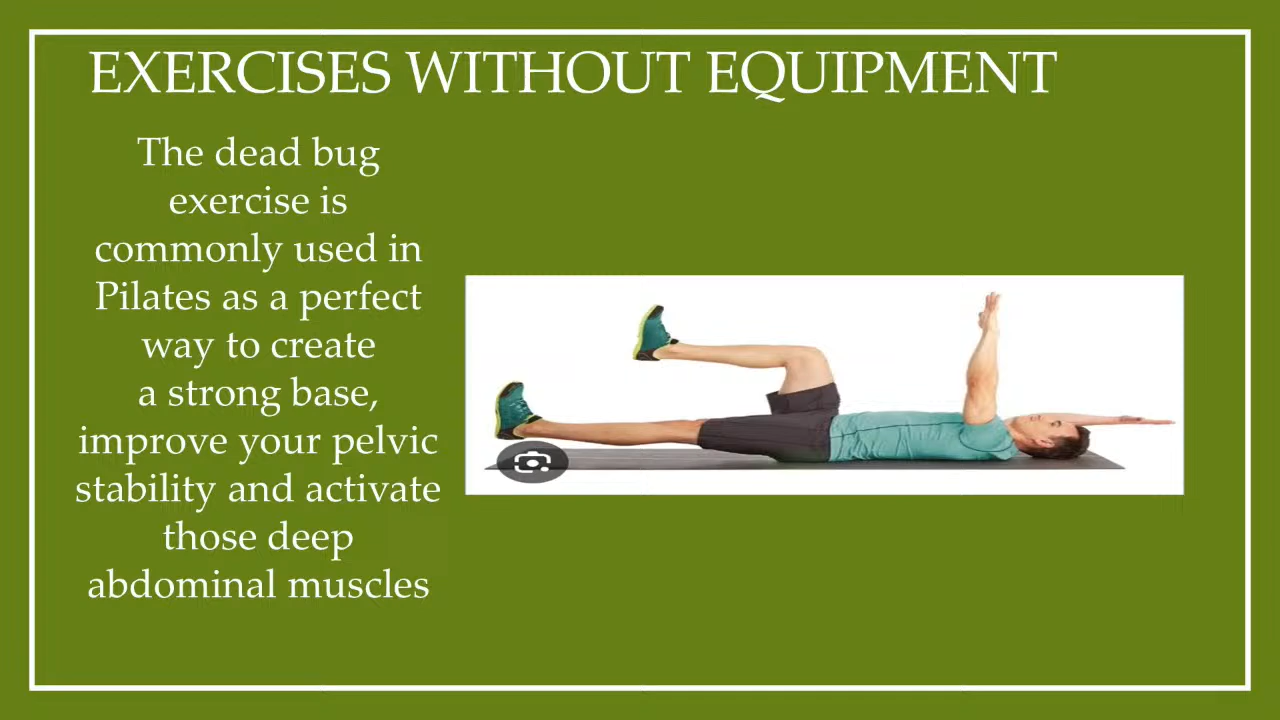 EXERCISES WITHOUT EQUIPMENT
The dead bug
exercise is
commonly used in
Pilates as a perfect
way to create
a strong base,
improve your pelvic
stability and activate
those deep
abdominal muscles